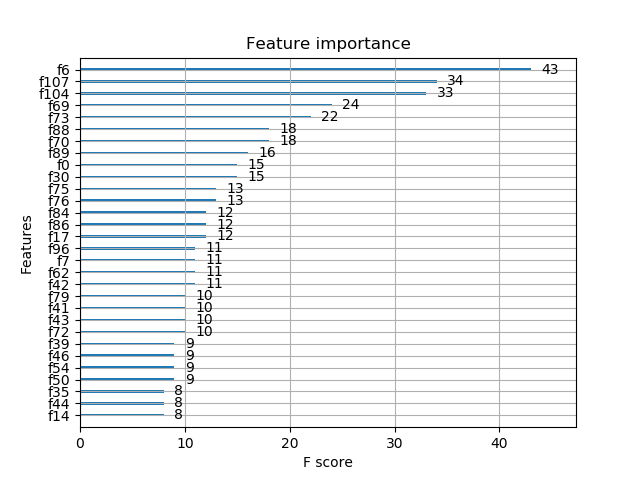 Feature importance
f6 43
f107 34
f104 33
f69 24
f73 22
f88 18
f70 18
f89 16
f0 15
f30 15
f75 13
f76 13
f84 12
f86 12
f17 12
f96 11
f7 11
f62 11
f42 11
f79 10
f41 10
f43 10
f72 10
f39 9
f46 9
f54 9
f50 9
f35 8
f44 8
f14 8
Features
0 10 20 30 40
F score